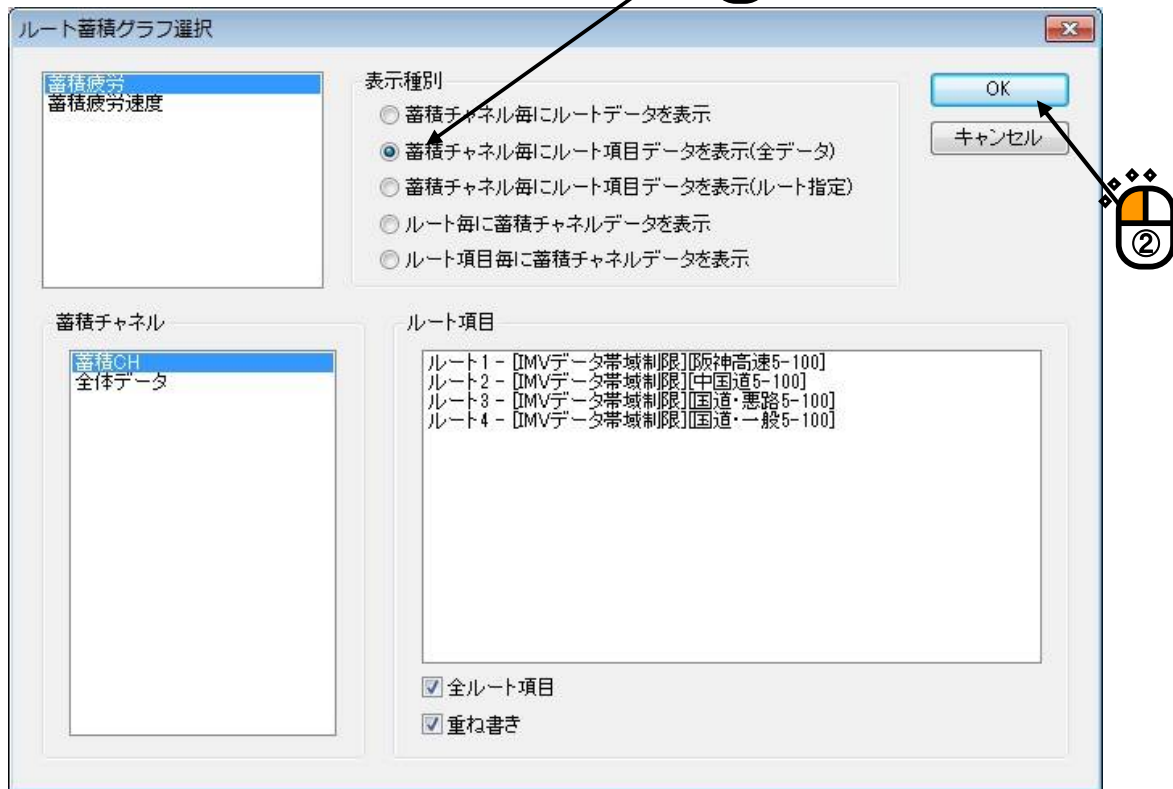 ルート蓄積グラフ選択
蓄積疲労
蓄積疲労速度
表示種別
蓄積チャネル毎にルートデータを表示
蓄積チャネル毎にルート項目データを表示(全データ)
蓄積チャネル毎にルート項目データを表示(ルート指定)
ルート毎に蓄積チャネルデータを表示
ルート項目毎に蓄積チャネルデータを表示
OK
キャンセル
②
蓄積チャネル
蓄積CH
全体データ
ルート項目
ルート1 - [IMVデータ帯域制限][阪神高速5-100]
ルート2 - [IMVデータ帯域制限][中国道5-100]
ルート3 - [IMVデータ帯域制限][国道・悪路5-100]
ルート4 - [IMVデータ帯域制限][国道・一般5-100]
全ルート項目
重ね書き